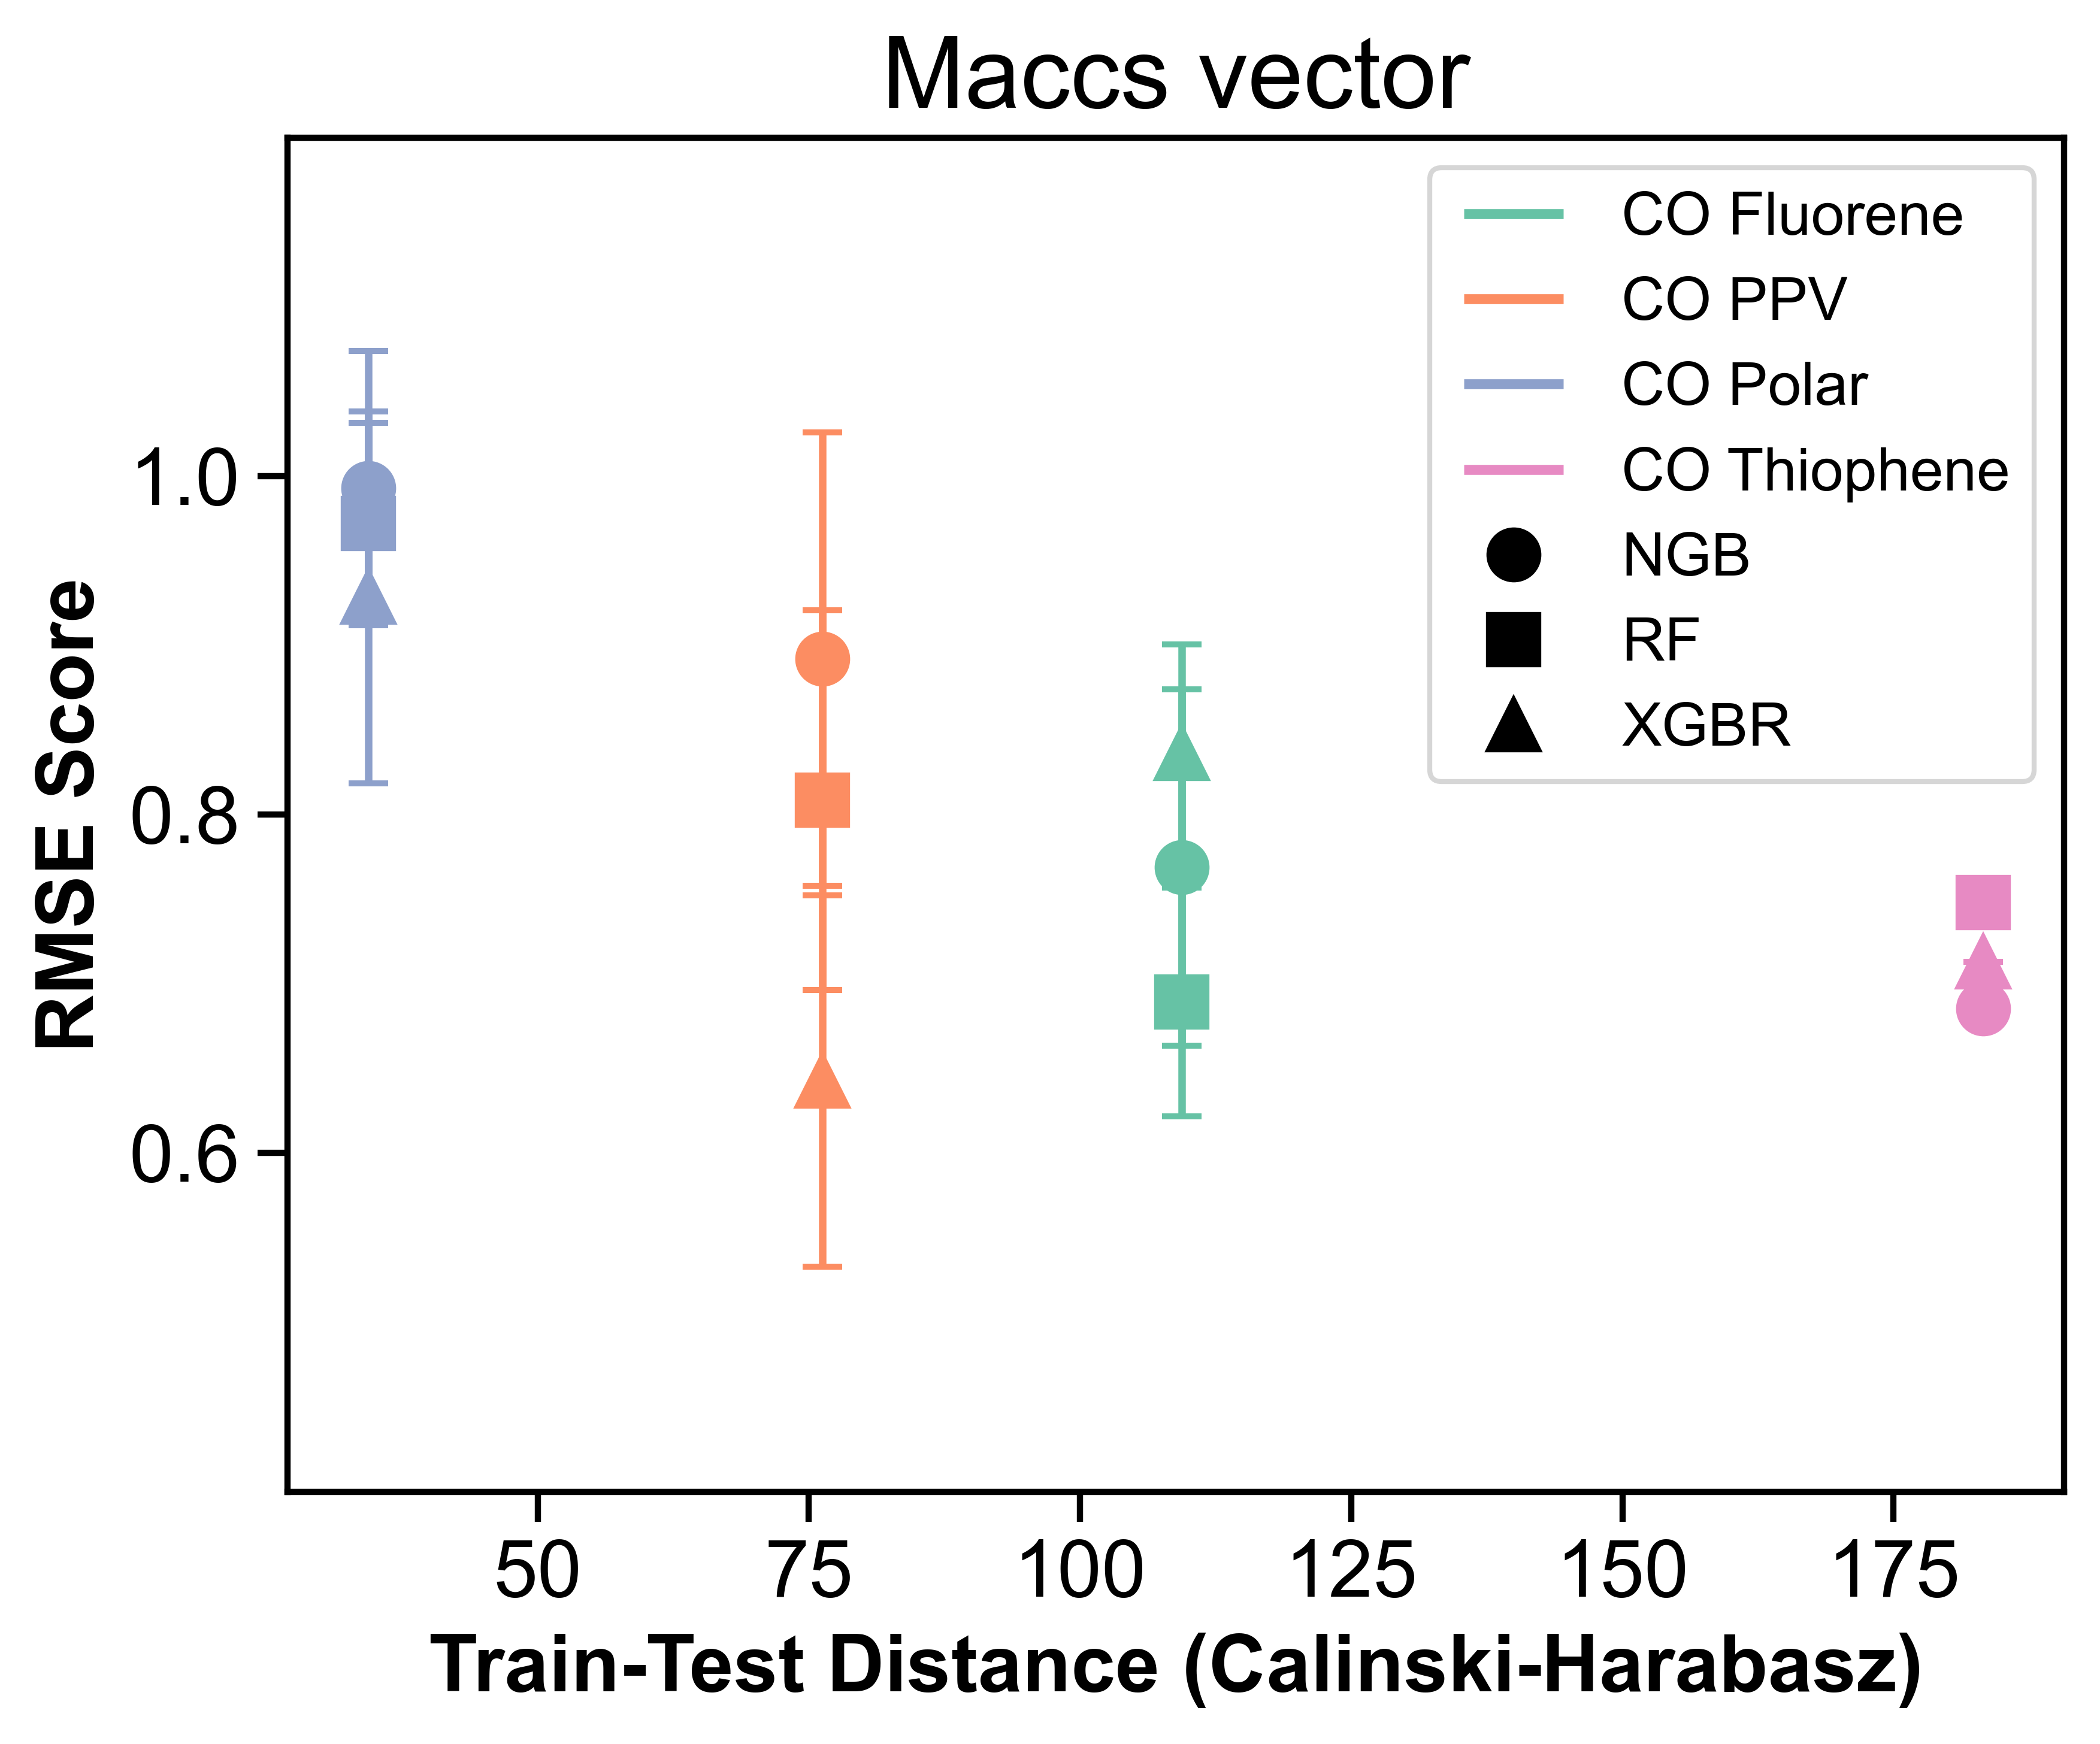 Maccs vector
CO Fluorene
CO PPV
CO Polar
CO Thiophene
NGB
RF
XGBR
RMSE Score
1.0
0.8
0.6
50 75 100 125 150 175
Train-Test Distance (Calinski-Harabasz)